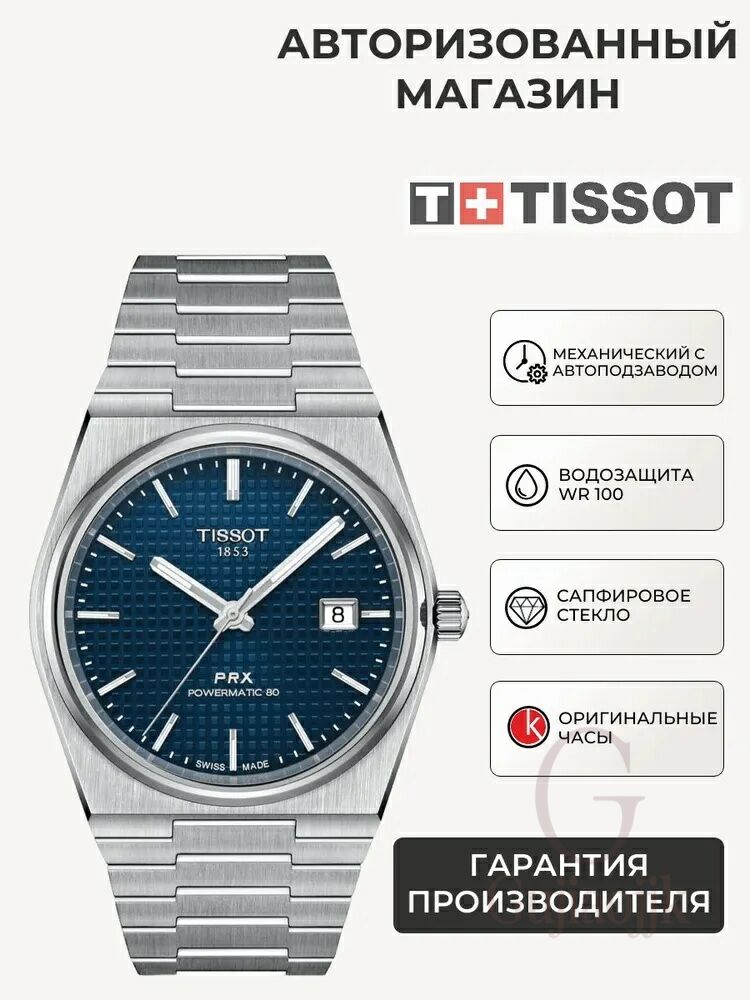 АВТОРИЗОВАННЫЙ
МАГАЗИН
T+TISSOT
МЕХАНИЧЕСКИЙ С
АВТОПОДЗАВОДОМ
TISSOT
1853
8
PRX
POWERMATIC 80
SWISS MADE
ВОДОЗАЩИТА
WR 100
САПФИРОВОЕ
СТЕКЛО
k
ОРИГИНАЛЬНЫЕ
ЧАСЫ
G
ГАРАНТИЯ
ПРОИЗВОДИТЕЛЯ